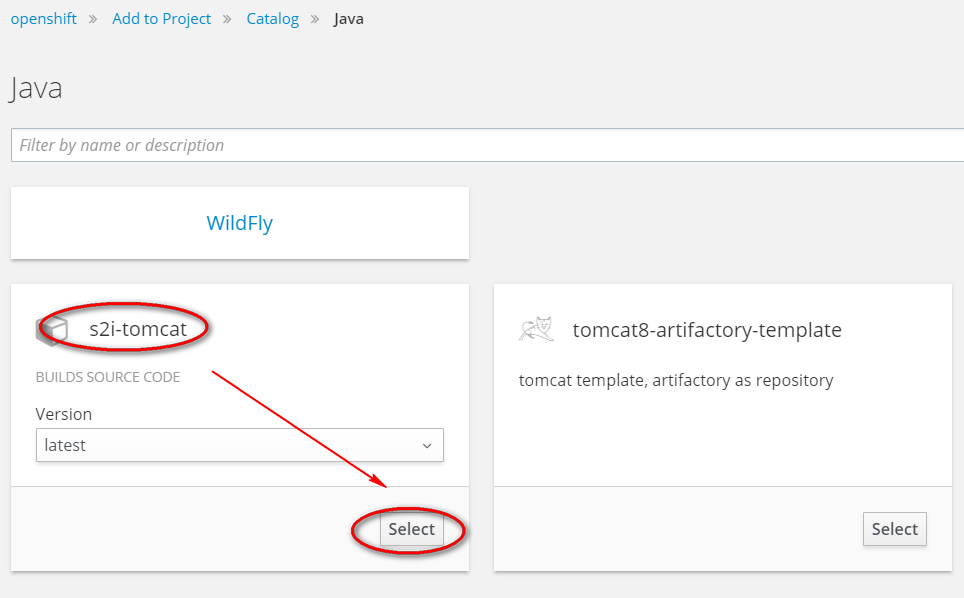 openshift » Add to Project » Catalog » Java
Java
Filter by name or description
WildFly
s2i-tomcat
BUILDS SOURCE CODE
Version
latest
Select
tomcat8-artifactory-template
tomcat template, artifactory as repository
Select